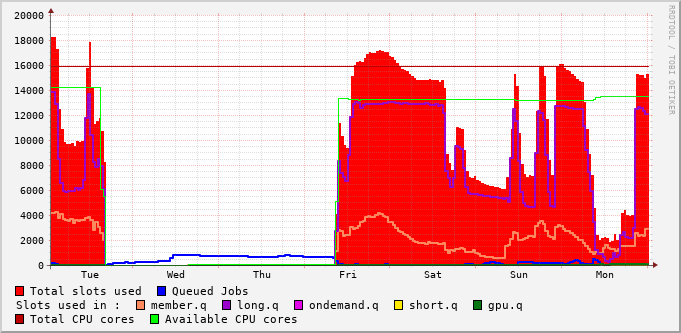 20000
18000
16000
14000
12000
10000
8000
6000
4000
2000
0
Tue Wed Thu Fri Sat Sun Mon
RRDTOOL / TOBI OETIKER
Total slots used Queued Jobs
Slots used in : member.q long.q ondemand.q short.q gpu.q
Total CPU cores Available CPU cores